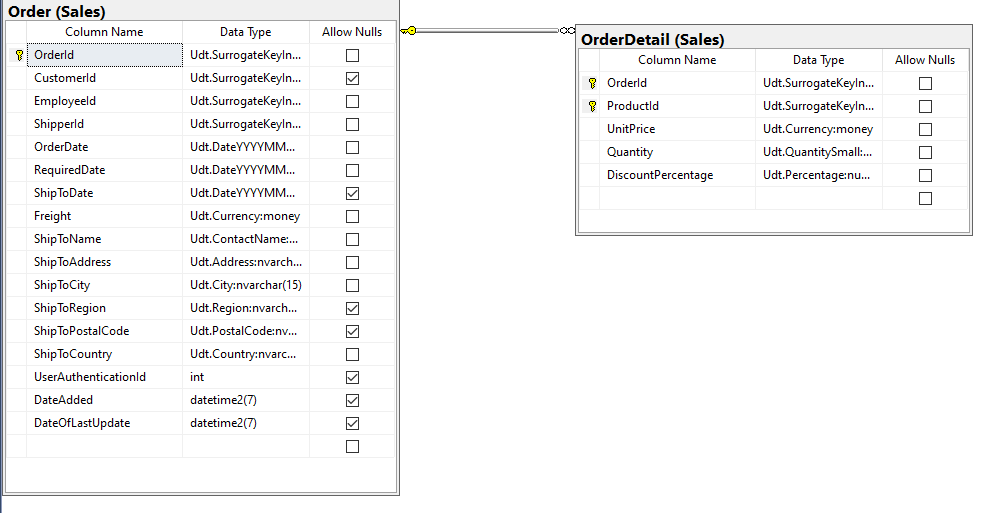 Order (Sales)
Column Name Data Type Allow Nulls
OrderId Udt.SurrogateKeyIn...
CustomerId Udt.SurrogateKeyIn...
EmployeeId Udt.SurrogateKeyIn...
ShipperId Udt.SurrogateKeyIn...
OrderDate Udt.DateYYYYMM...
RequiredDate Udt.DateYYYYMM...
ShipToDate Udt.DateYYYYMM...
Freight Udt.Currency:money
ShipToName Udt.ContactName:...
ShipToAddress Udt.Address:nvarch...
ShipToCity Udt.City:nvarchar(15)
ShipToRegion Udt.Region:nvarch...
ShipToPostalCode Udt.PostalCode:nv...
ShipToCountry Udt.Country:nvarc...
UserAuthenticationId int
DateAdded datetime2(7)
DateOfLastUpdate datetime2(7)
OrderDetail (Sales)
Column Name Data Type Allow Nulls
OrderId Udt.SurrogateKeyIn...
ProductId Udt.SurrogateKeyIn...
UnitPrice Udt.Currency:money
Quantity Udt.QuantitySmall:...
DiscountPercentage Udt.Percentage:nu...